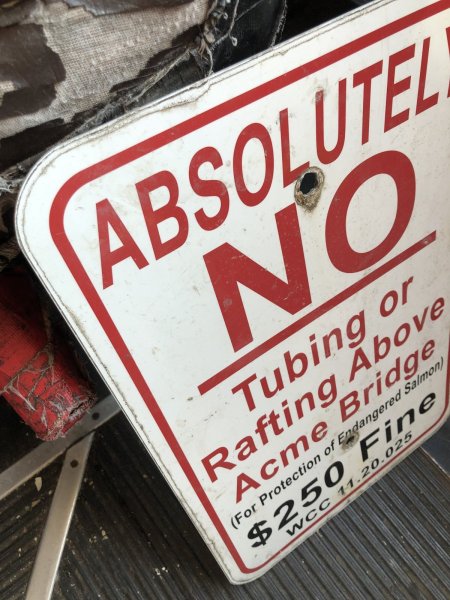 ABSOLUTELY
NO
Tubing or
Rafting Above
Acme Bridge
(For Protection of Endangered Salmon)
$250 Fine
WCC 11.20.025